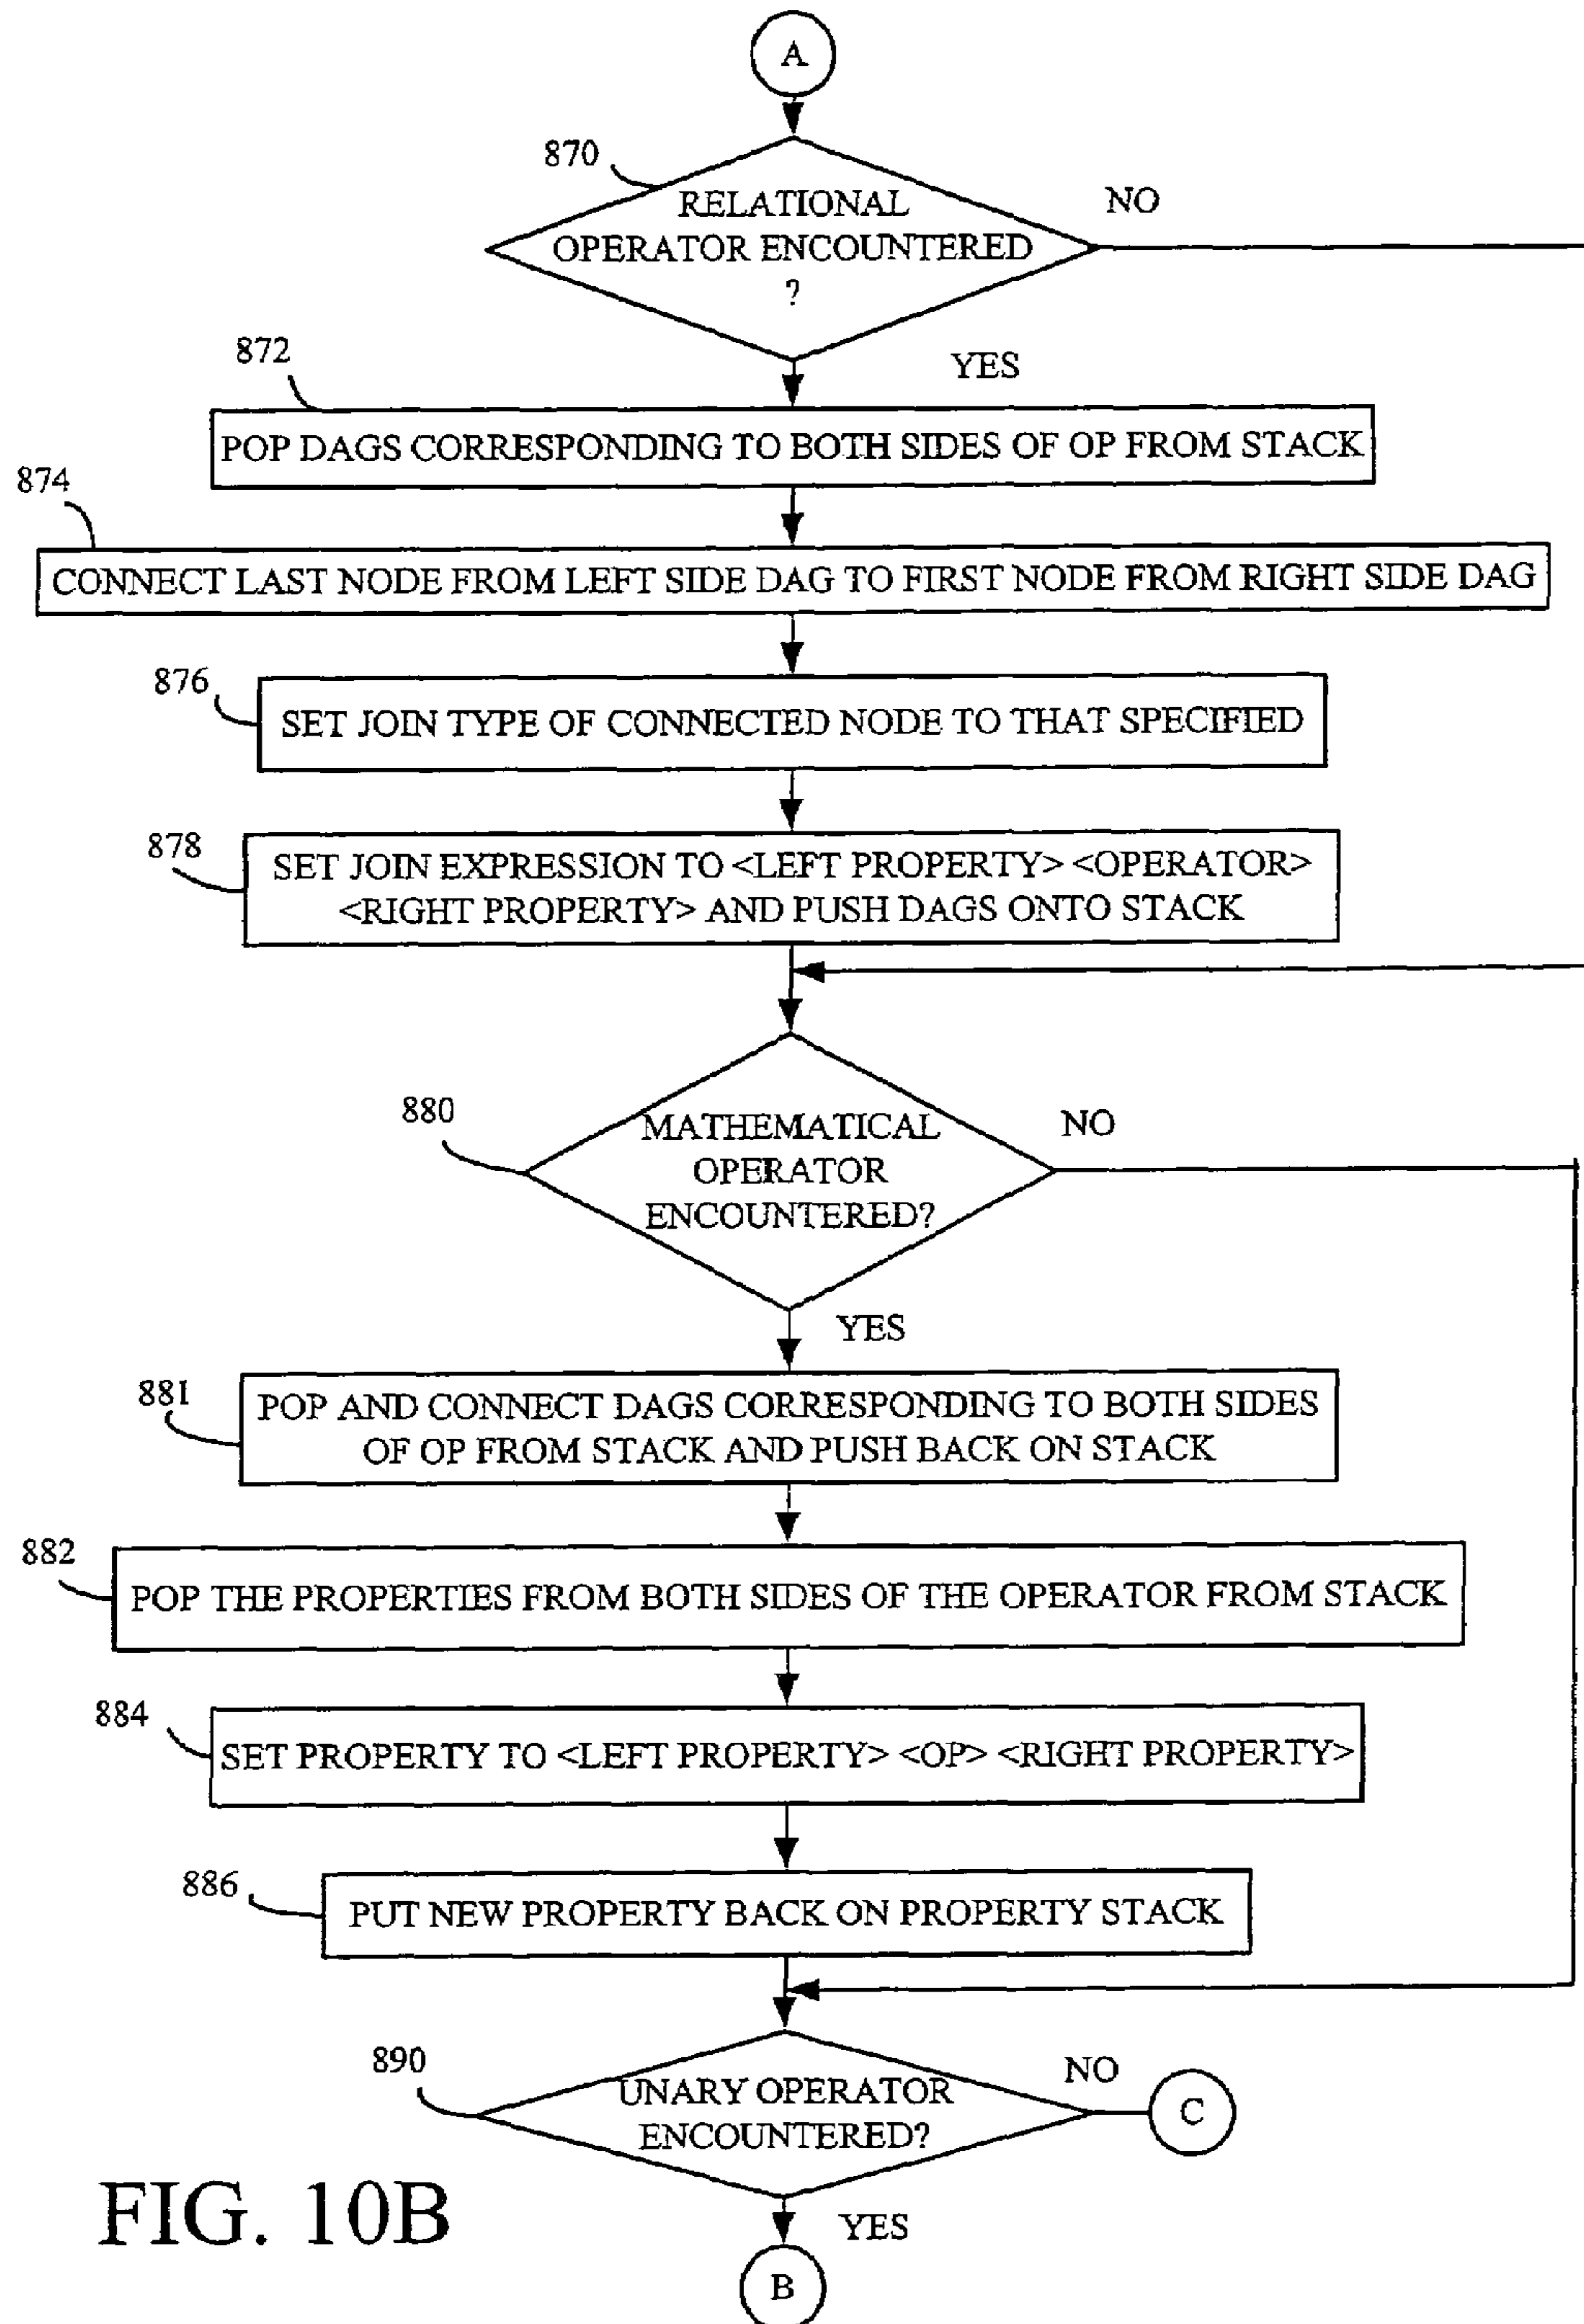 A
870
RELATIONAL
OPERATOR ENCOUNTERED
?
NO
YES
872
POP DAGS CORRESPONDING TO BOTH SIDES OF OP FROM STACK
874
CONNECT LAST NODE FROM LEFT SIDE DAG TO FIRST NODE FROM RIGHT SIDE DAG
876
SET JOIN TYPE OF CONNECTED NODE TO THAT SPECIFIED
878
SET JOIN EXPRESSION TO <LEFT PROPERTY> <OPERATOR>
<RIGHT PROPERTY> AND PUSH DAGS ONTO STACK
880
MATHEMATICAL
OPERATOR
ENCOUNTERED?
NO
YES
881
POP AND CONNECT DAGS CORRESPONDING TO BOTH SIDES
OF OP FROM STACK AND PUSH BACK ON STACK
882
POP THE PROPERTIES FROM BOTH SIDES OF THE OPERATOR FROM STACK
884
SET PROPERTY TO <LEFT PROPERTY> <OP> <RIGHT PROPERTY>
886
PUT NEW PROPERTY BACK ON PROPERTY STACK
890
UNARY OPERATOR
ENCOUNTERED?
NO
C
YES
B
FIG. 10B